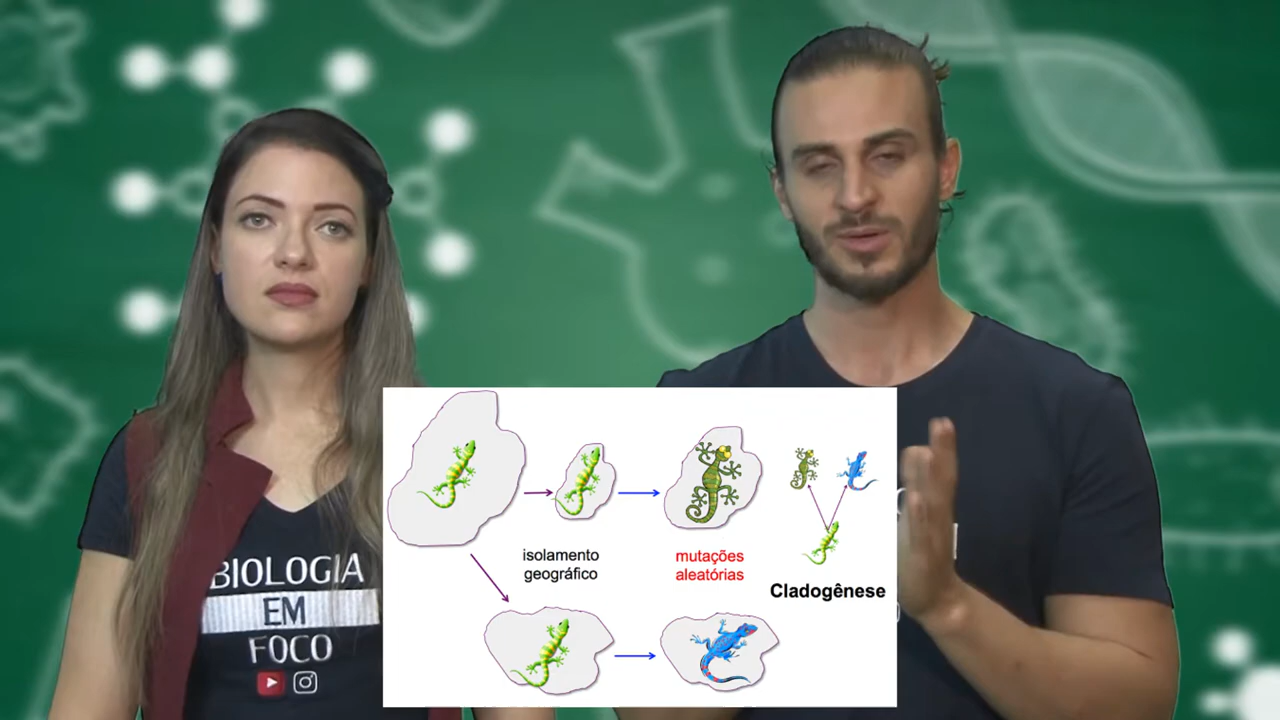 BIOLOGIA
EM
FOCO
isolamento
geográfico
mutações
aleatórias
Cladogênese